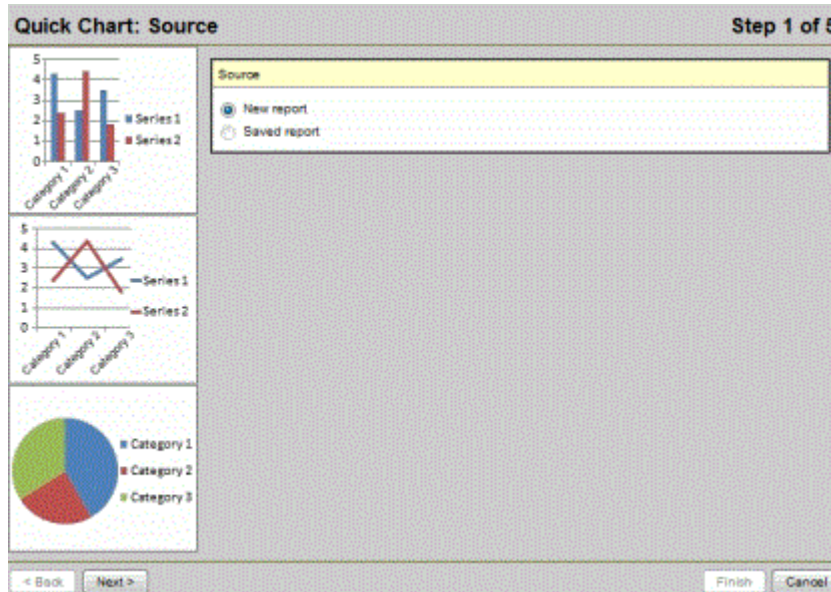 Quick Chart: Source
Step 1 of 5
5
4
3
2
1
0
Series 1
Series 2
Category 1
Category 2
Category 3
5
4
3
2
1
0
Series 1
Series 2
Category 1
Category 2
Category 3
Category 1
Category 2
Category 3
Source
New report
Saved report
< Back
Next >
Finish
Cancel